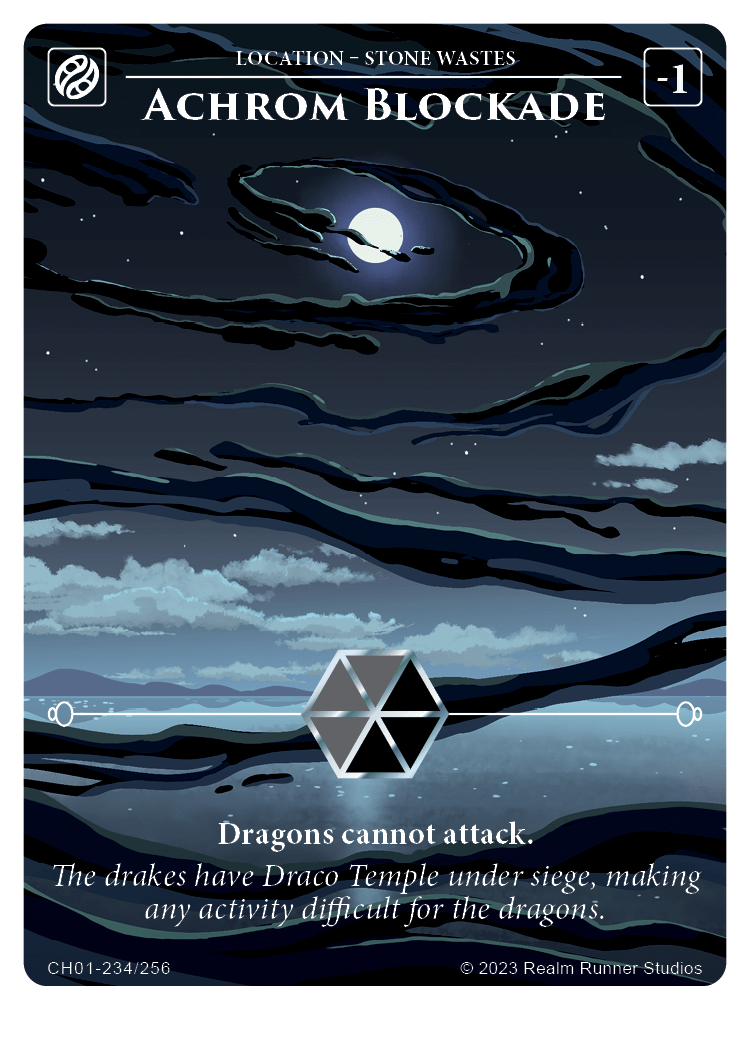 LOCATION – STONE WASTES
-1
ACHROM BLOCKADE
Dragons cannot attack.
The drakes have Draco Temple under siege, making
any activity difficult for the dragons.
CH01-234/256
© 2023 Realm Runner Studios